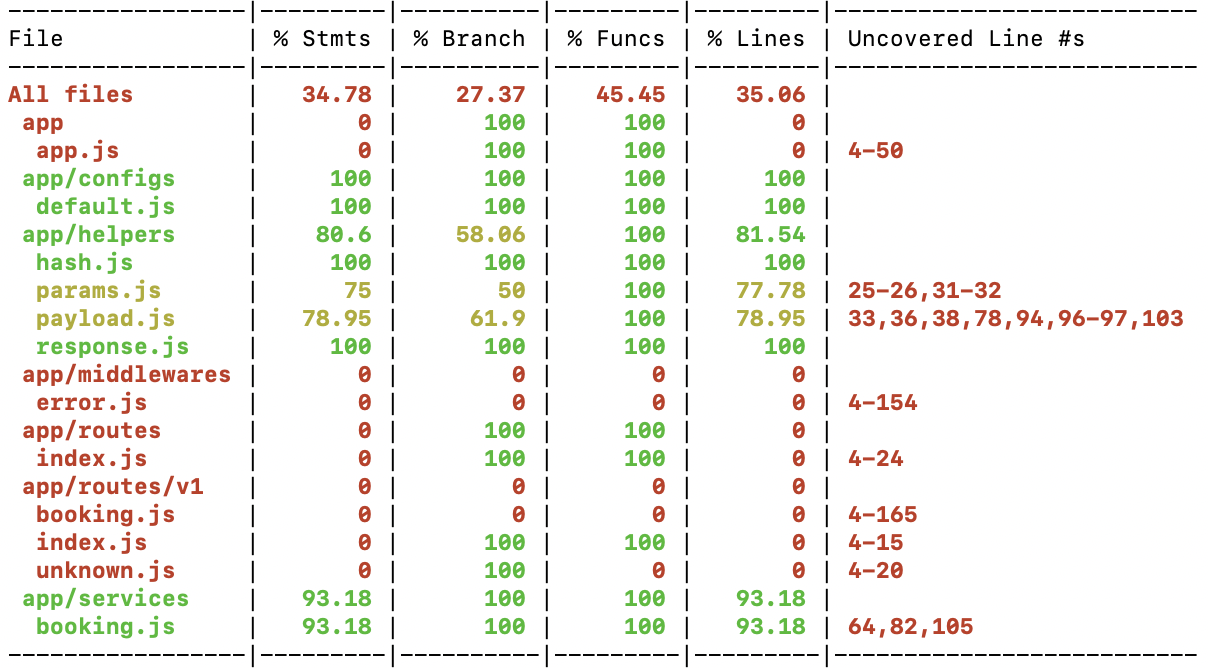 --------------------|---------|----------|---------|---------|--------------------------
File                | % Stmts | % Branch | % Funcs | % Lines | Uncovered Line #s
--------------------|---------|----------|---------|---------|--------------------------
All files           |   34.78 |    27.37 |   45.45 |   35.06 |
 app                |       0 |      100 |     100 |       0 |
  app.js            |       0 |      100 |     100 |       0 | 4-50
 app/configs        |     100 |      100 |     100 |     100 |
  default.js        |     100 |      100 |     100 |     100 |
 app/helpers        |    80.6 |    58.06 |     100 |   81.54 |
  hash.js           |     100 |      100 |     100 |     100 |
  params.js         |      75 |       50 |     100 |   77.78 | 25-26,31-32
  payload.js        |   78.95 |     61.9 |     100 |   78.95 | 33,36,38,78,94,96-97,103
  response.js       |     100 |      100 |     100 |     100 |
 app/middlewares    |       0 |        0 |       0 |       0 |
  error.js          |       0 |        0 |       0 |       0 | 4-154
 app/routes         |       0 |      100 |     100 |       0 |
  index.js          |       0 |      100 |     100 |       0 | 4-24
 app/routes/v1      |       0 |        0 |       0 |       0 |
  booking.js        |       0 |        0 |       0 |       0 | 4-165
  index.js          |       0 |      100 |     100 |       0 | 4-15
  unknown.js        |       0 |      100 |       0 |       0 | 4-20
 app/services       |   93.18 |      100 |     100 |   93.18 |
  booking.js        |   93.18 |      100 |     100 |   93.18 | 64,82,105
--------------------|---------|----------|---------|---------|--------------------------